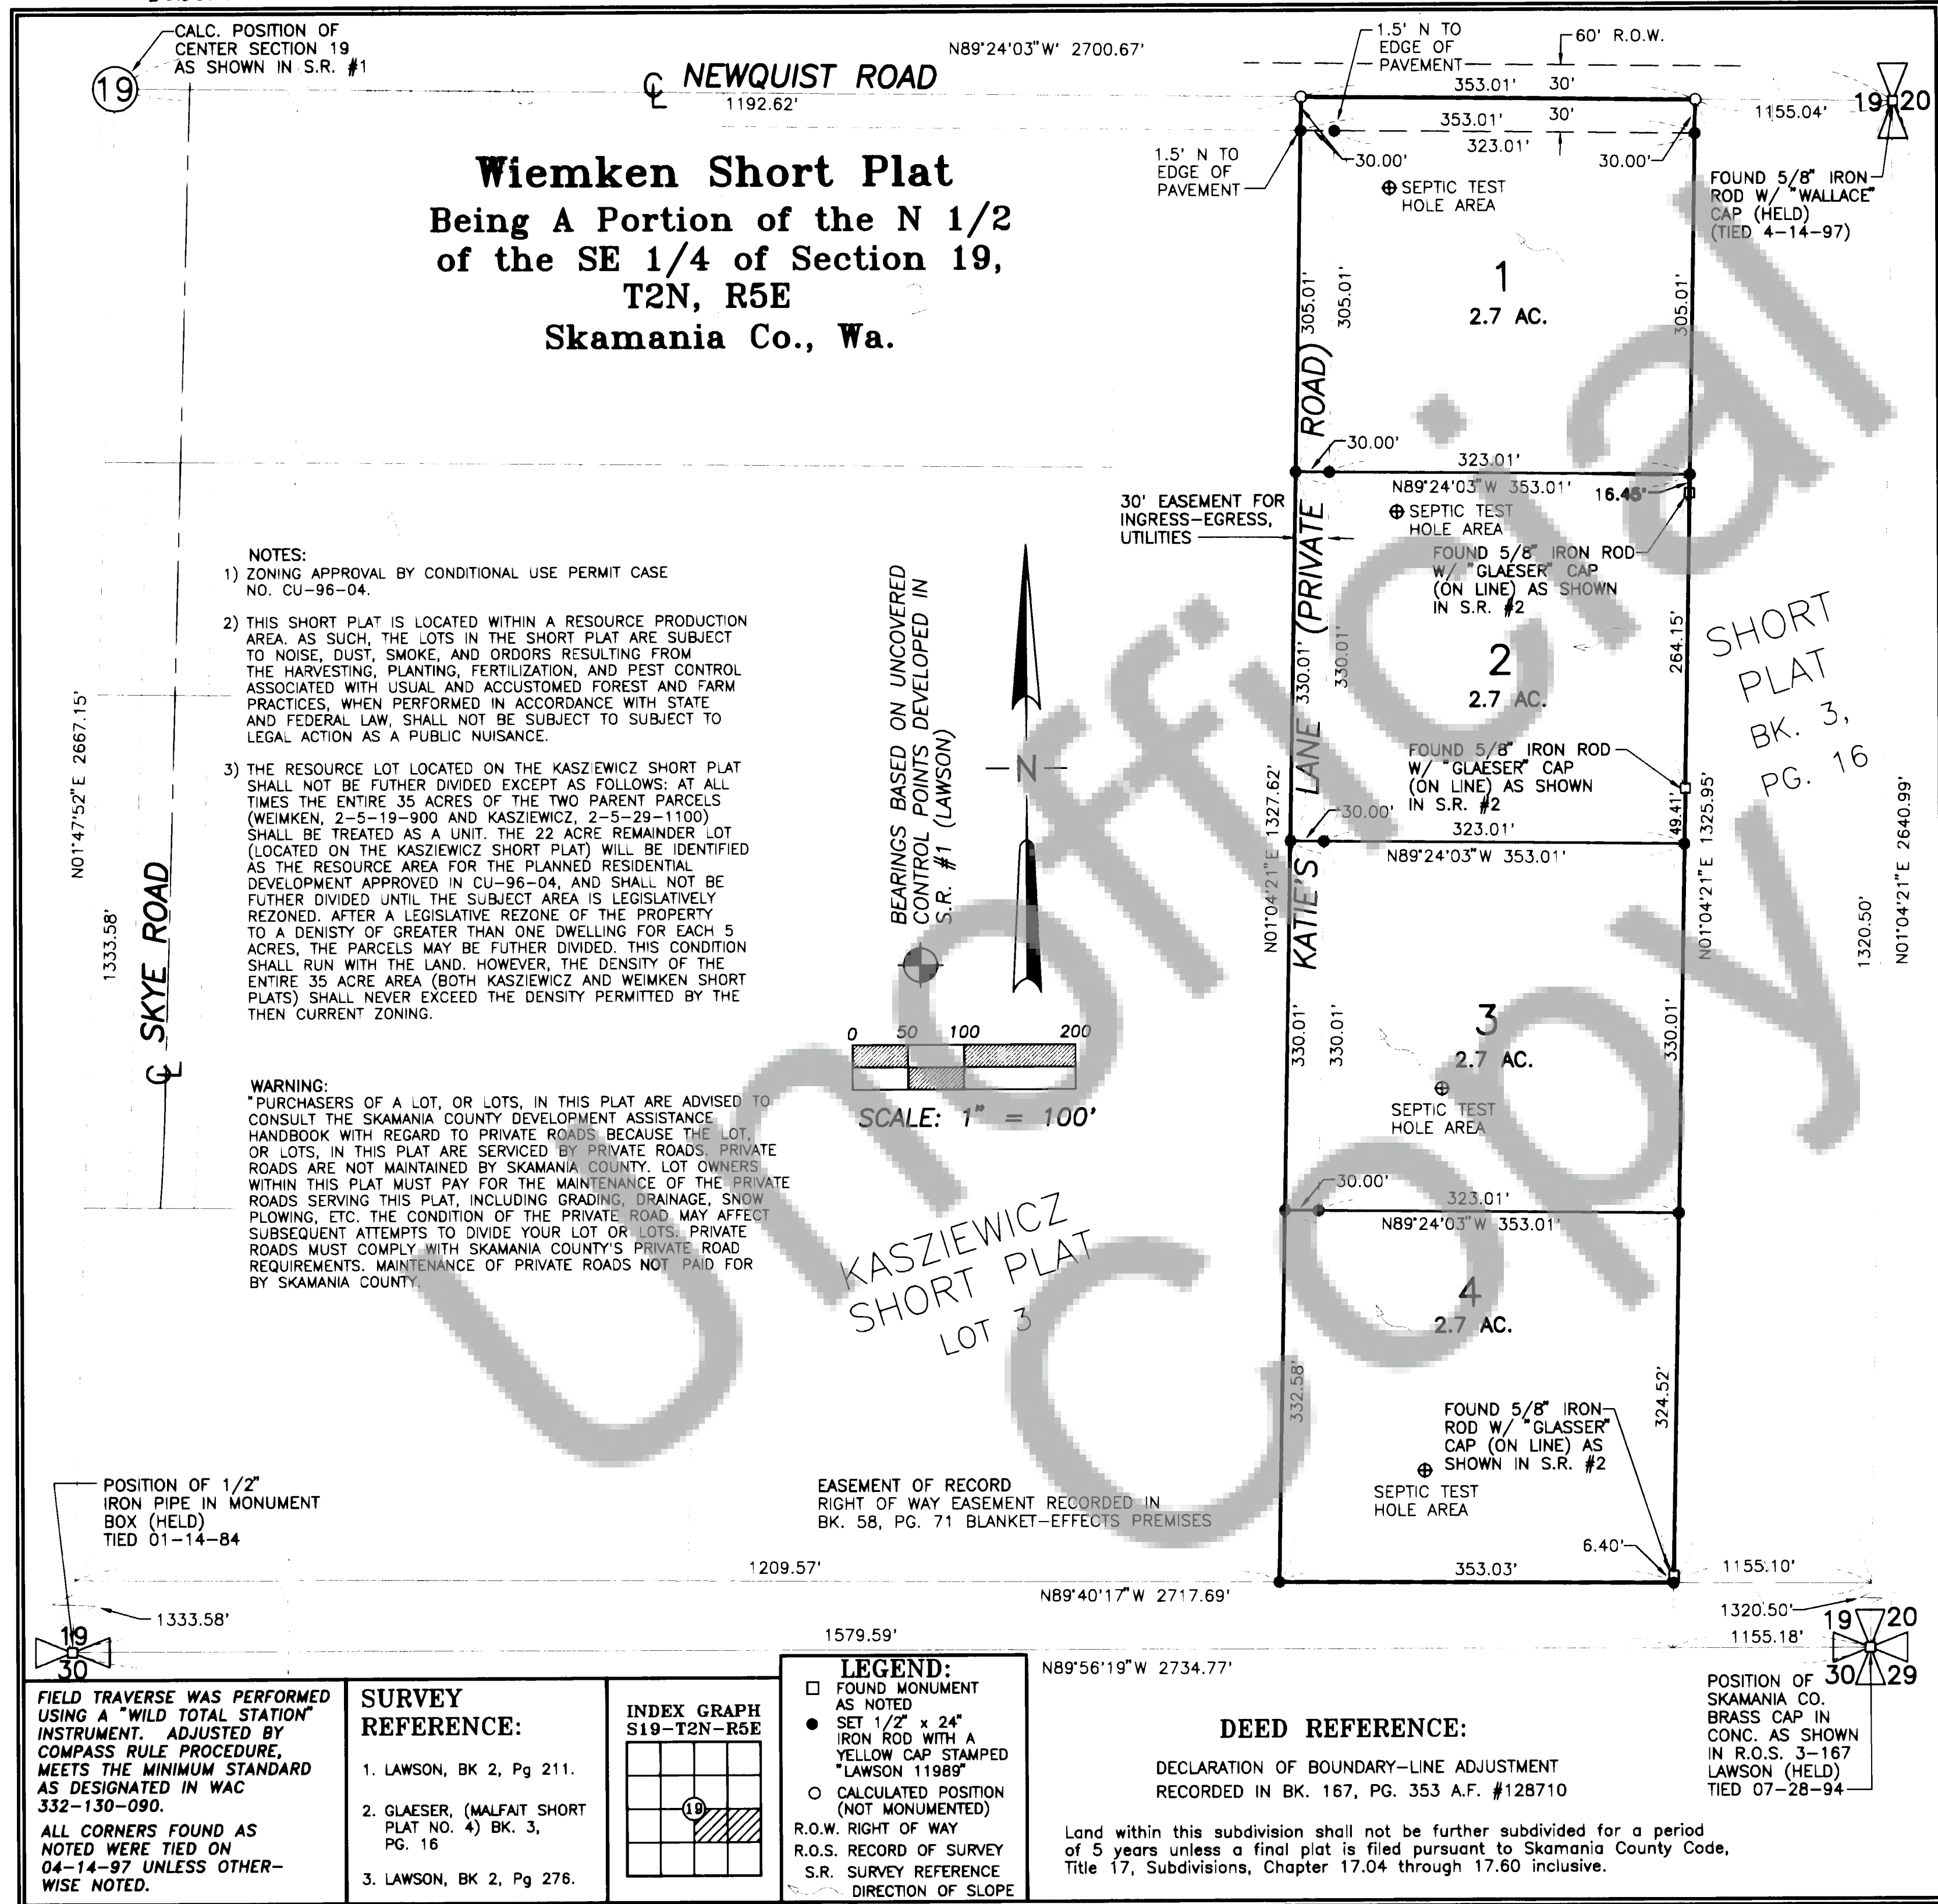 CALC. POSITION OF
CENTER SECTION 19
AS SHOWN IN S.R. #1
19
N89°24'03"W' 2700.67'
℄ NEWQUIST ROAD
1192.62'
1.5' N TO
EDGE OF
PAVEMENT
60' R.O.W.
353.01' 30'
353.01' 30'
323.01'
30.00'
30.00'
1155.04'
19 20
1.5' N TO
EDGE OF
PAVEMENT
FOUND 5/8" IRON
ROD W/ "WALLACE"
CAP (HELD)
(TIED 4-14-97)
Wiemken Short Plat
Being A Portion of the N 1/2
of the SE 1/4 of Section 19,
T2N, R5E
Skamania Co., Wa.
SEPTIC TEST
HOLE AREA
1
2.7 AC.
305.01'
305.01'
305.01'
30.00'
323.01'
N89°24'03"W 353.01'
16.45'
30' EASEMENT FOR
INGRESS-EGRESS,
UTILITIES
SEPTIC TEST
HOLE AREA
FOUND 5/8" IRON ROD
W/ "GLAESER" CAP
(ON LINE) AS SHOWN
IN S.R. #2
2
2.7 AC.
330.01'
330.01'
264.15'
FOUND 5/8" IRON ROD
W/ "GLAESER" CAP
(ON LINE) AS SHOWN
IN S.R. #2
49.41'
30.00'
323.01'
N89°24'03"W 353.01'
KATIE'S LANE (PRIVATE ROAD)
N01°04'21"E 1327.62'
N01°04'21"E 1325.95'
SHORT
PLAT
BK. 3,
PG. 16
1320.50'
N01°04'21"E 2640.99'
NOTES:
1) ZONING APPROVAL BY CONDITIONAL USE PERMIT CASE
NO. CU-96-04.
2) THIS SHORT PLAT IS LOCATED WITHIN A RESOURCE PRODUCTION
AREA. AS SUCH, THE LOTS IN THE SHORT PLAT ARE SUBJECT
TO NOISE, DUST, SMOKE, AND ORDORS RESULTING FROM
THE HARVESTING, PLANTING, FERTILIZATION, AND PEST CONTROL
ASSOCIATED WITH USUAL AND ACCUSTOMED FOREST AND FARM
PRACTICES, WHEN PERFORMED IN ACCORDANCE WITH STATE
AND FEDERAL LAW, SHALL NOT BE SUBJECT TO SUBJECT TO
LEGAL ACTION AS A PUBLIC NUISANCE.
3) THE RESOURCE LOT LOCATED ON THE KASZIEWICZ SHORT PLAT
SHALL NOT BE FUTHER DIVIDED EXCEPT AS FOLLOWS: AT ALL
TIMES THE ENTIRE 35 ACRES OF THE TWO PARENT PARCELS
(WEIMKEN, 2-5-19-900 AND KASZIEWICZ, 2-5-29-1100)
SHALL BE TREATED AS A UNIT. THE 22 ACRE REMAINDER LOT
(LOCATED ON THE KASZIEWICZ SHORT PLAT) WILL BE IDENTIFIED
AS THE RESOURCE AREA FOR THE PLANNED RESIDENTIAL
DEVELOPMENT APPROVED IN CU-96-04, AND SHALL NOT BE
FUTHER DIVIDED UNTIL THE SUBJECT AREA IS LEGISLATIVELY
REZONED. AFTER A LEGISLATIVE REZONE OF THE PROPERTY
TO A DENISTY OF GREATER THAN ONE DWELLING FOR EACH 5
ACRES, THE PARCELS MAY BE FUTHER DIVIDED. THIS CONDITION
SHALL RUN WITH THE LAND. HOWEVER, THE DENSITY OF THE
ENTIRE 35 ACRE AREA (BOTH KASZIEWICZ AND WEIMKEN SHORT
PLATS) SHALL NEVER EXCEED THE DENSITY PERMITTED BY THE
THEN CURRENT ZONING.
N01°47'52"E 2667.15'
1333.58'
℄ SKYE ROAD
BEARINGS BASED ON UNCOVERED
CONTROL POINTS DEVELOPED IN
S.R. #1 (LAWSON)
N
0 50 100 200
SCALE: 1" = 100'
WARNING:
"PURCHASERS OF A LOT, OR LOTS, IN THIS PLAT ARE ADVISED TO
CONSULT THE SKAMANIA COUNTY DEVELOPMENT ASSISTANCE
HANDBOOK WITH REGARD TO PRIVATE ROADS BECAUSE THE LOT,
OR LOTS, IN THIS PLAT ARE SERVICED BY PRIVATE ROADS. PRIVATE
ROADS ARE NOT MAINTAINED BY SKAMANIA COUNTY. LOT OWNERS
WITHIN THIS PLAT MUST PAY FOR THE MAINTENANCE OF THE PRIVATE
ROADS SERVING THIS PLAT, INCLUDING GRADING, DRAINAGE, SNOW
PLOWING, ETC. THE CONDITION OF THE PRIVATE ROAD MAY AFFECT
SUBSEQUENT ATTEMPTS TO DIVIDE YOUR LOT OR LOTS. PRIVATE
ROADS MUST COMPLY WITH SKAMANIA COUNTY'S PRIVATE ROAD
REQUIREMENTS. MAINTENANCE OF PRIVATE ROADS NOT PAID FOR
BY SKAMANIA COUNTY.
330.01'
330.01'
330.01'
3
2.7 AC.
SEPTIC TEST
HOLE AREA
30.00'
323.01'
N89°24'03"W 353.01'
KASZIEWICZ
SHORT PLAT
LOT 3
4
2.7 AC.
332.58'
324.52'
FOUND 5/8" IRON
ROD W/ "GLASSER"
CAP (ON LINE) AS
SHOWN IN S.R. #2
SEPTIC TEST
HOLE AREA
6.40'
353.03'
1155.10'
POSITION OF 1/2"
IRON PIPE IN MONUMENT
BOX (HELD)
TIED 01-14-84
EASEMENT OF RECORD
RIGHT OF WAY EASEMENT RECORDED IN
BK. 58, PG. 71 BLANKET-EFFECTS PREMISES
1209.57'
N89°40'17"W 2717.69'
1333.58'
1320.50'
19
30
1579.59'
1155.18'
19 20
30 29
N89°56'19"W 2734.77'
POSITION OF
SKAMANIA CO.
BRASS CAP IN
CONC. AS SHOWN
IN R.O.S. 3-167
LAWSON (HELD)
TIED 07-28-94
FIELD TRAVERSE WAS PERFORMED
USING A "WILD TOTAL STATION"
INSTRUMENT. ADJUSTED BY
COMPASS RULE PROCEDURE,
MEETS THE MINIMUM STANDARD
AS DESIGNATED IN WAC
332-130-090.
ALL CORNERS FOUND AS
NOTED WERE TIED ON
04-14-97 UNLESS OTHER-
WISE NOTED.
SURVEY
REFERENCE:
1. LAWSON, BK 2, Pg 211.
2. GLAESER, (MALFAIT SHORT
PLAT NO. 4) BK. 3,
PG. 16
3. LAWSON, BK 2, Pg 276.
INDEX GRAPH
S19-T2N-R5E
19
LEGEND:
FOUND MONUMENT
AS NOTED
SET 1/2" x 24"
IRON ROD WITH A
YELLOW CAP STAMPED
"LAWSON 11989"
CALCULATED POSITION
(NOT MONUMENTED)
R.O.W. RIGHT OF WAY
R.O.S. RECORD OF SURVEY
S.R. SURVEY REFERENCE
DIRECTION OF SLOPE
DEED REFERENCE:
DECLARATION OF BOUNDARY-LINE ADJUSTMENT
RECORDED IN BK. 167, PG. 353 A.F. #128710
Land within this subdivision shall not be further subdivided for a period
of 5 years unless a final plat is filed pursuant to Skamania County Code,
Title 17, Subdivisions, Chapter 17.04 through 17.60 inclusive.
Unofficial
Copy